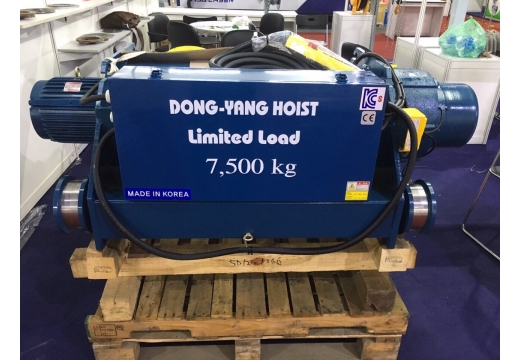 DONG-YANG HOIST
Limited Load
7,500 kg
MADE IN KOREA
KC s
CE